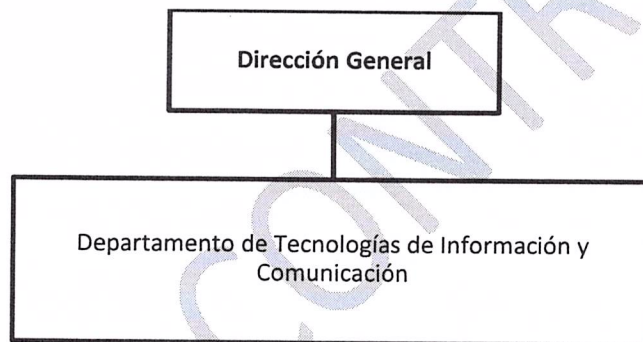 Dirección General
Departamento de Tecnologías de Información y
Comunicación